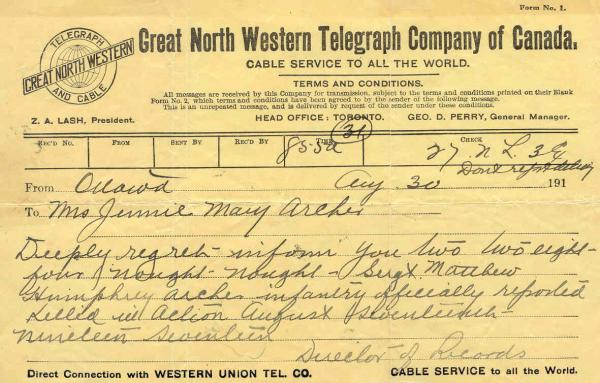 Form No. 1.
TELEGRAPH
GREAT NORTH WESTERN
AND CABLE
Great North Western Telegraph Company of Canada.
CABLE SERVICE TO ALL THE WORLD.
TERMS AND CONDITIONS.
All messages are received by this Company for transmission, subject to the terms and conditions printed on their Blank
Form No. 2, which terms and conditions have been agreed to by the sender of the following message.
This is an unrepeated message, and is delivered by request of the sender under these conditions.
Z. A. LASH, President. HEAD OFFICE: TORONTO. GEO. D. PERRY, General Manager.
REC'D NO. FROM SENT BY REC'D BY TIME CHECK
31
27 N L
Dont report delivery
From Ottawa Aug. 30 191
To Mrs Jennie Mary Archer
Deeply regret inform you two two eight
four nought nought Sergt Matthew
Humphrey Archer infantry officially reported
killed in action August seventeenth
nineteen seventeen
Director of Records
Direct Connection with WESTERN UNION TEL. CO. CABLE SERVICE to all the World.